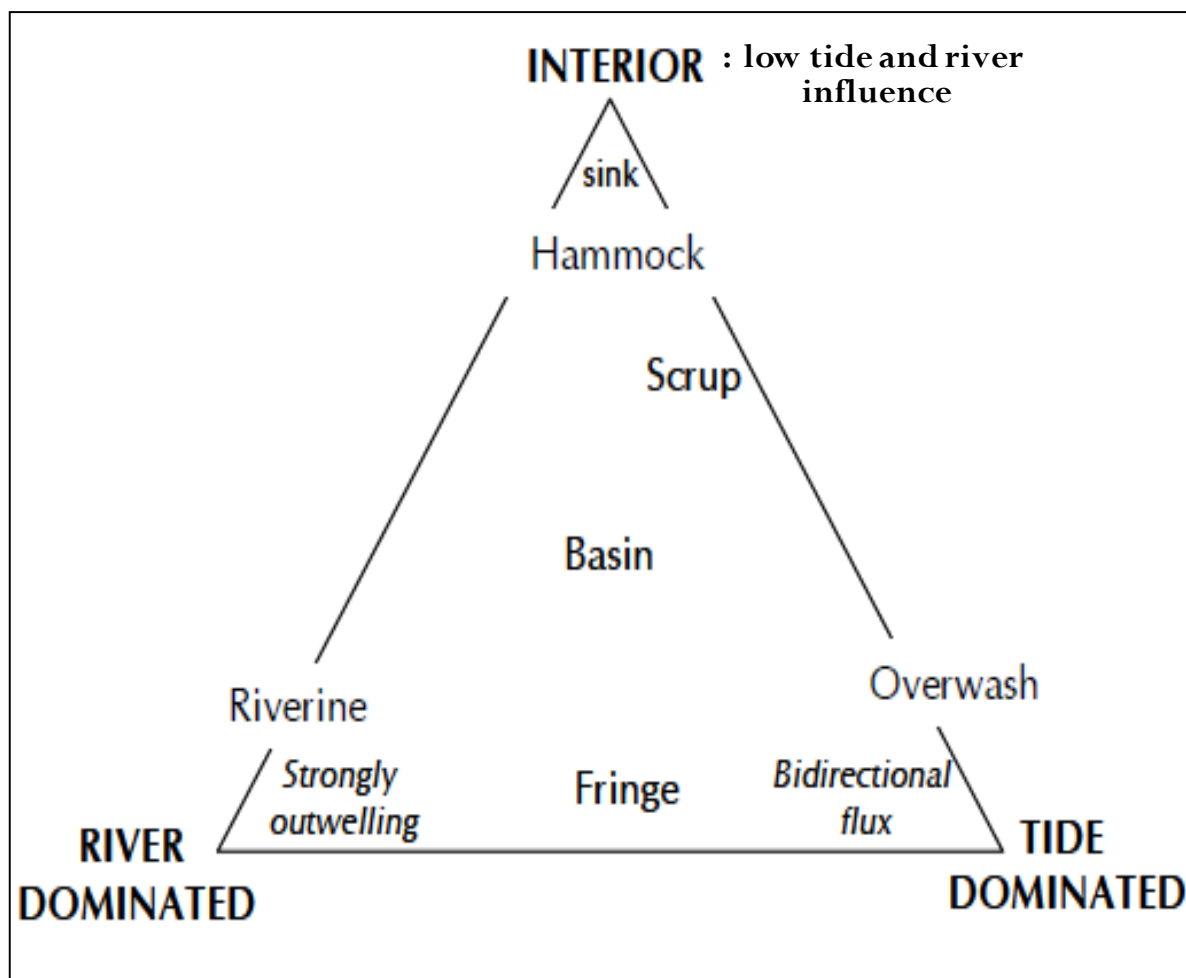 INTERIOR : low tide and river
influence
sink
Hammock
Scrup
Basin
Riverine
Overwash
Strongly
outwelling
Fringe
Bidirectional
flux
RIVER
DOMINATED
TIDE
DOMINATED